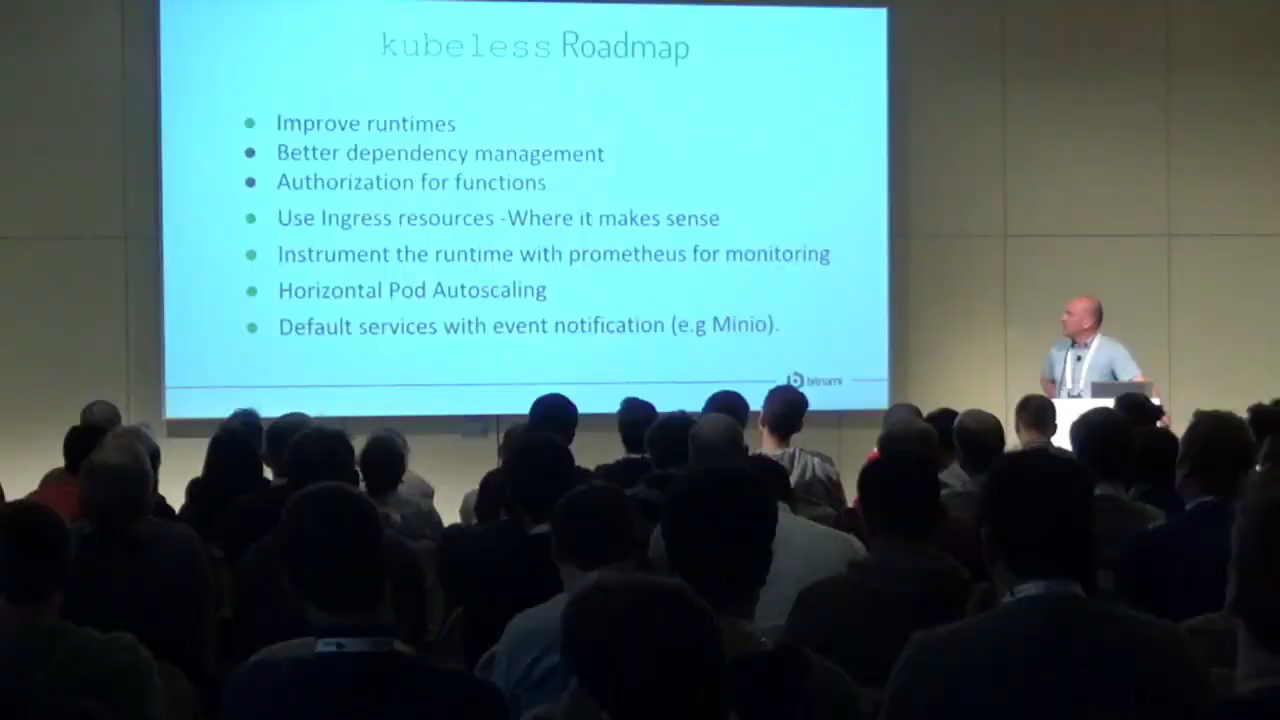 kubeless Roadmap
Improve runtimes
Better dependency management
Authorization for functions
Use Ingress resources -Where it makes sense
Instrument the runtime with prometheus for monitoring
Horizontal Pod Autoscaling
Default services with event notification (e.g Minio).
bitnami